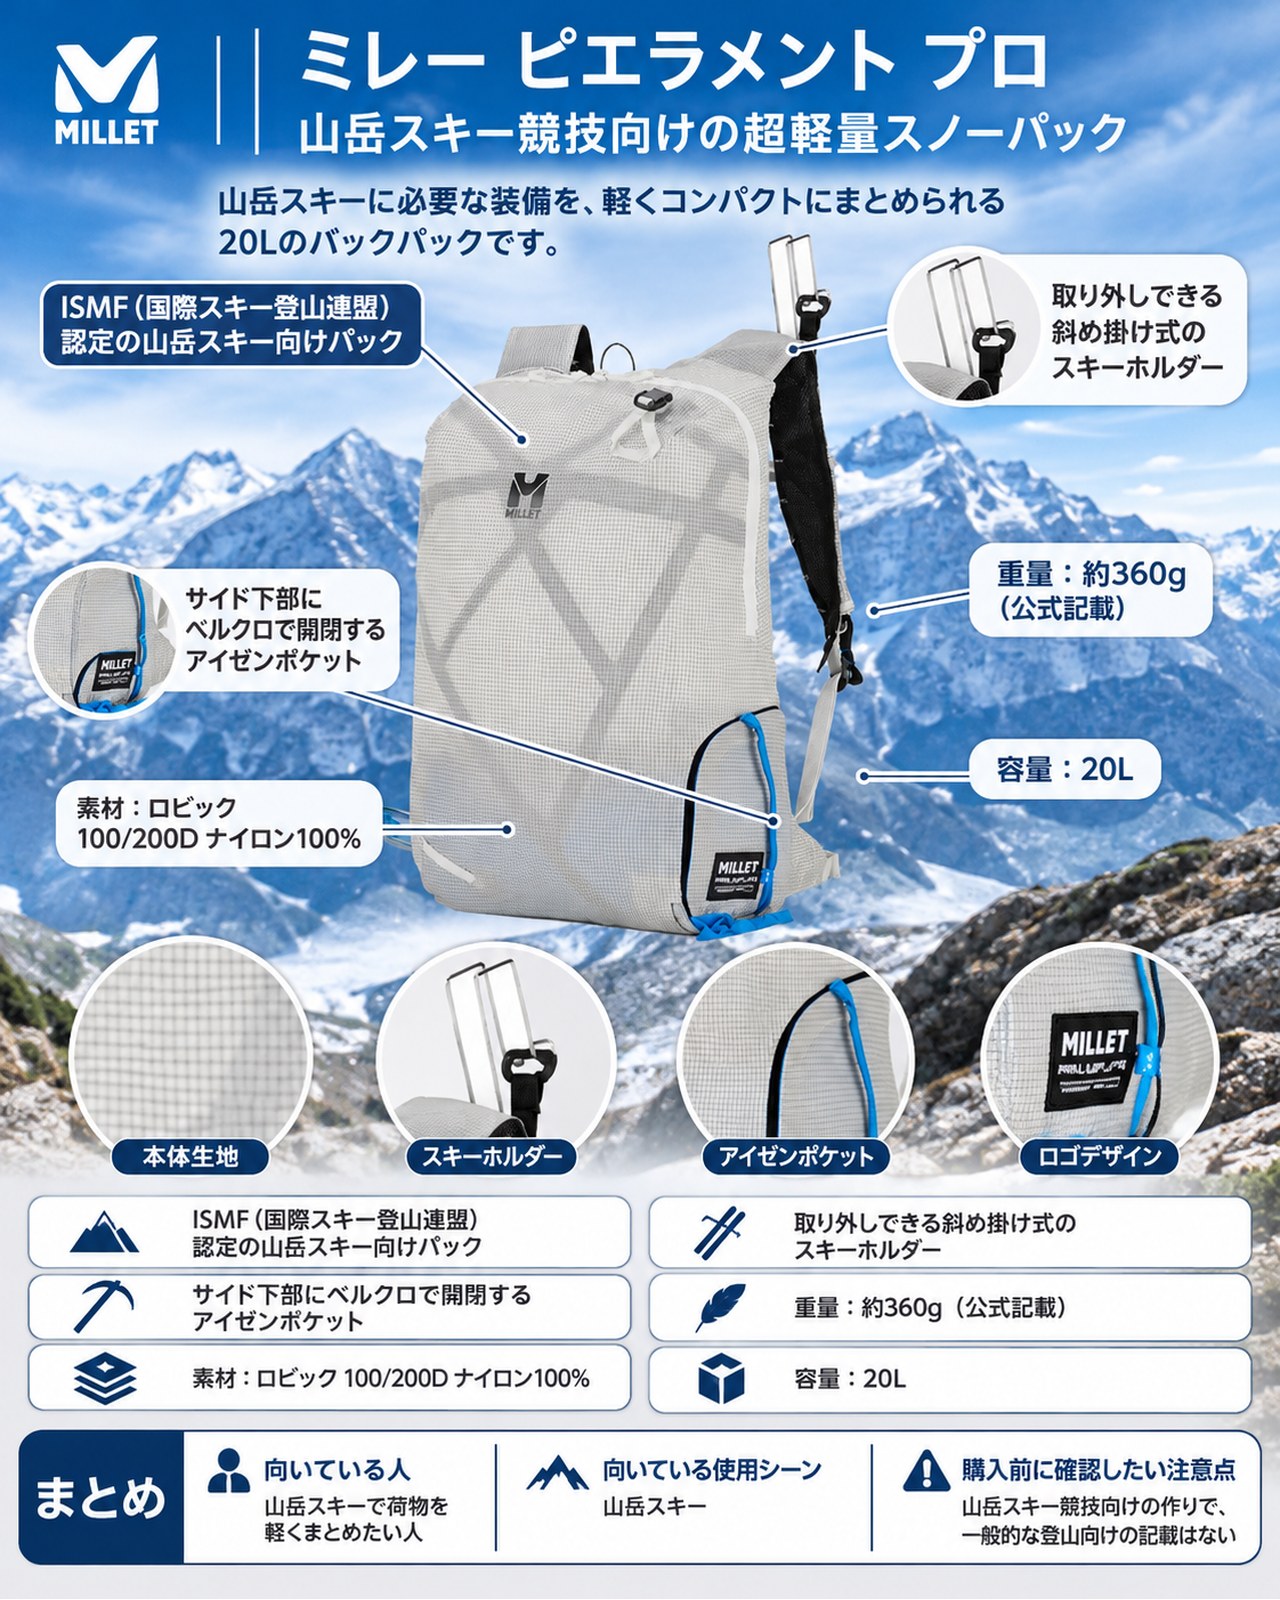 MILLET
ミレー ピエラメント プロ
山岳スキー競技向けの超軽量スノーパック
山岳スキーに必要な装備を、軽くコンパクトにまとめられる
20Lのバックパックです。
ISMF（国際スキー登山連盟）
認定の山岳スキー向けパック
取り外しできる
斜め掛け式の
スキーホルダー
MILLET
サイド下部に
ベルクロで開閉する
アイゼンポケット
MILLET
重量：約360g
（公式記載）
容量：20L
素材：ロビック
100/200D ナイロン100%
MILLET
MILLET
本体生地
スキーホルダー
アイゼンポケット
ロゴデザイン
ISMF（国際スキー登山連盟）
認定の山岳スキー向けパック
取り外しできる斜め掛け式の
スキーホルダー
サイド下部にベルクロで開閉する
アイゼンポケット
重量：約360g（公式記載）
素材：ロビック 100/200D ナイロン100%
容量：20L
まとめ
向いている人
山岳スキーで荷物を
軽くまとめたい人
向いている使用シーン
山岳スキー
購入前に確認したい注意点
山岳スキー競技向けの作りで、
一般的な登山向けの記載はない